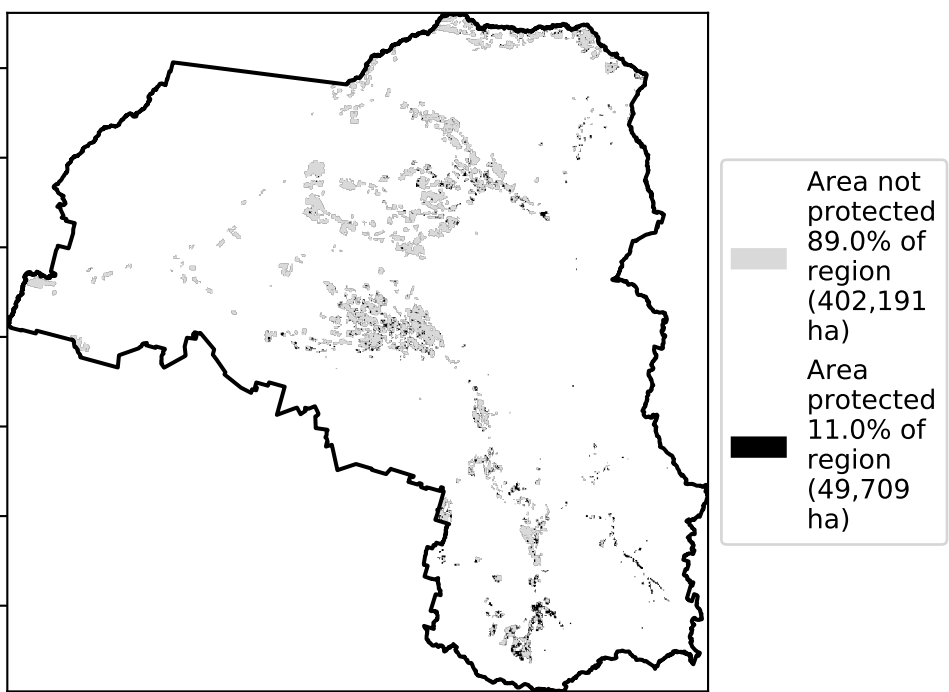 Area not
protected
89.0% of
region
(402,191
ha)
Area
protected
11.0% of
region
(49,709
ha)